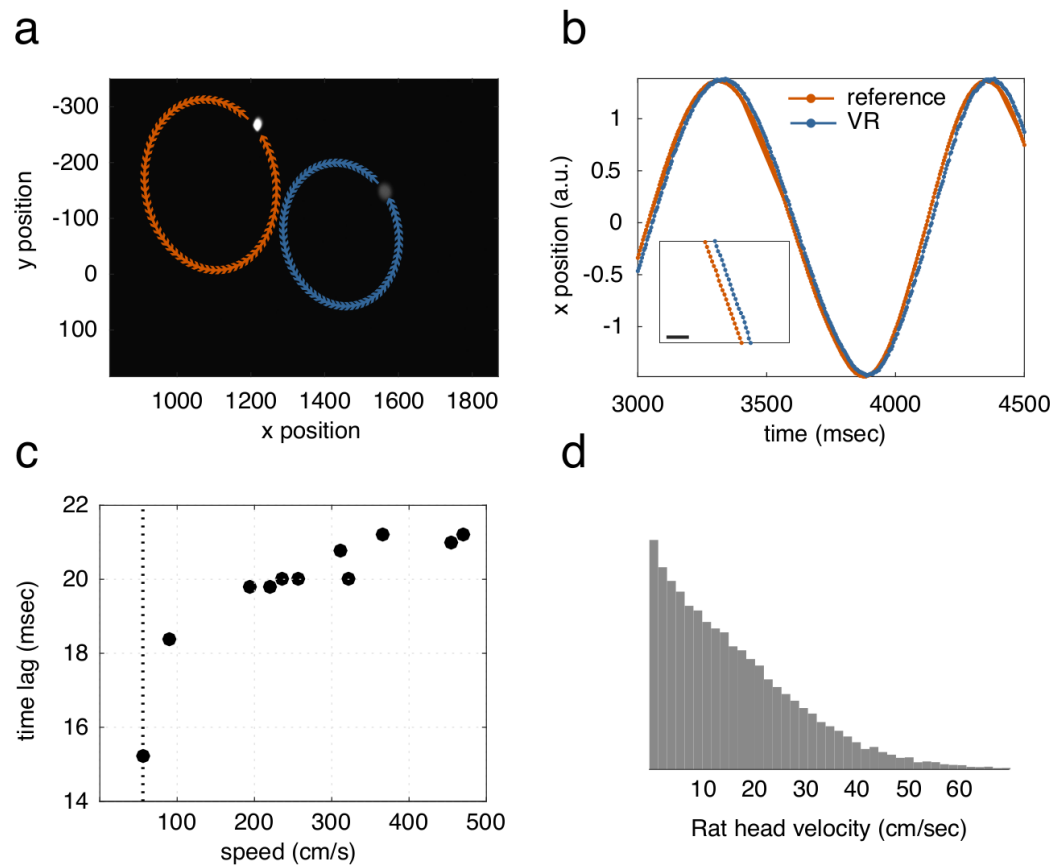 a
-300
-200
-100
0
100
y position
1000 1200 1400 1600 1800
x position
b
reference
VR
1
0.5
0
-0.5
-1
x position (a.u.)
3000 3500 4000 4500
time (msec)
c
22
20
18
16
14
time lag (msec)
100 200 300 400 500
speed (cm/s)
d
10 20 30 40 50 60
Rat head velocity (cm/sec)